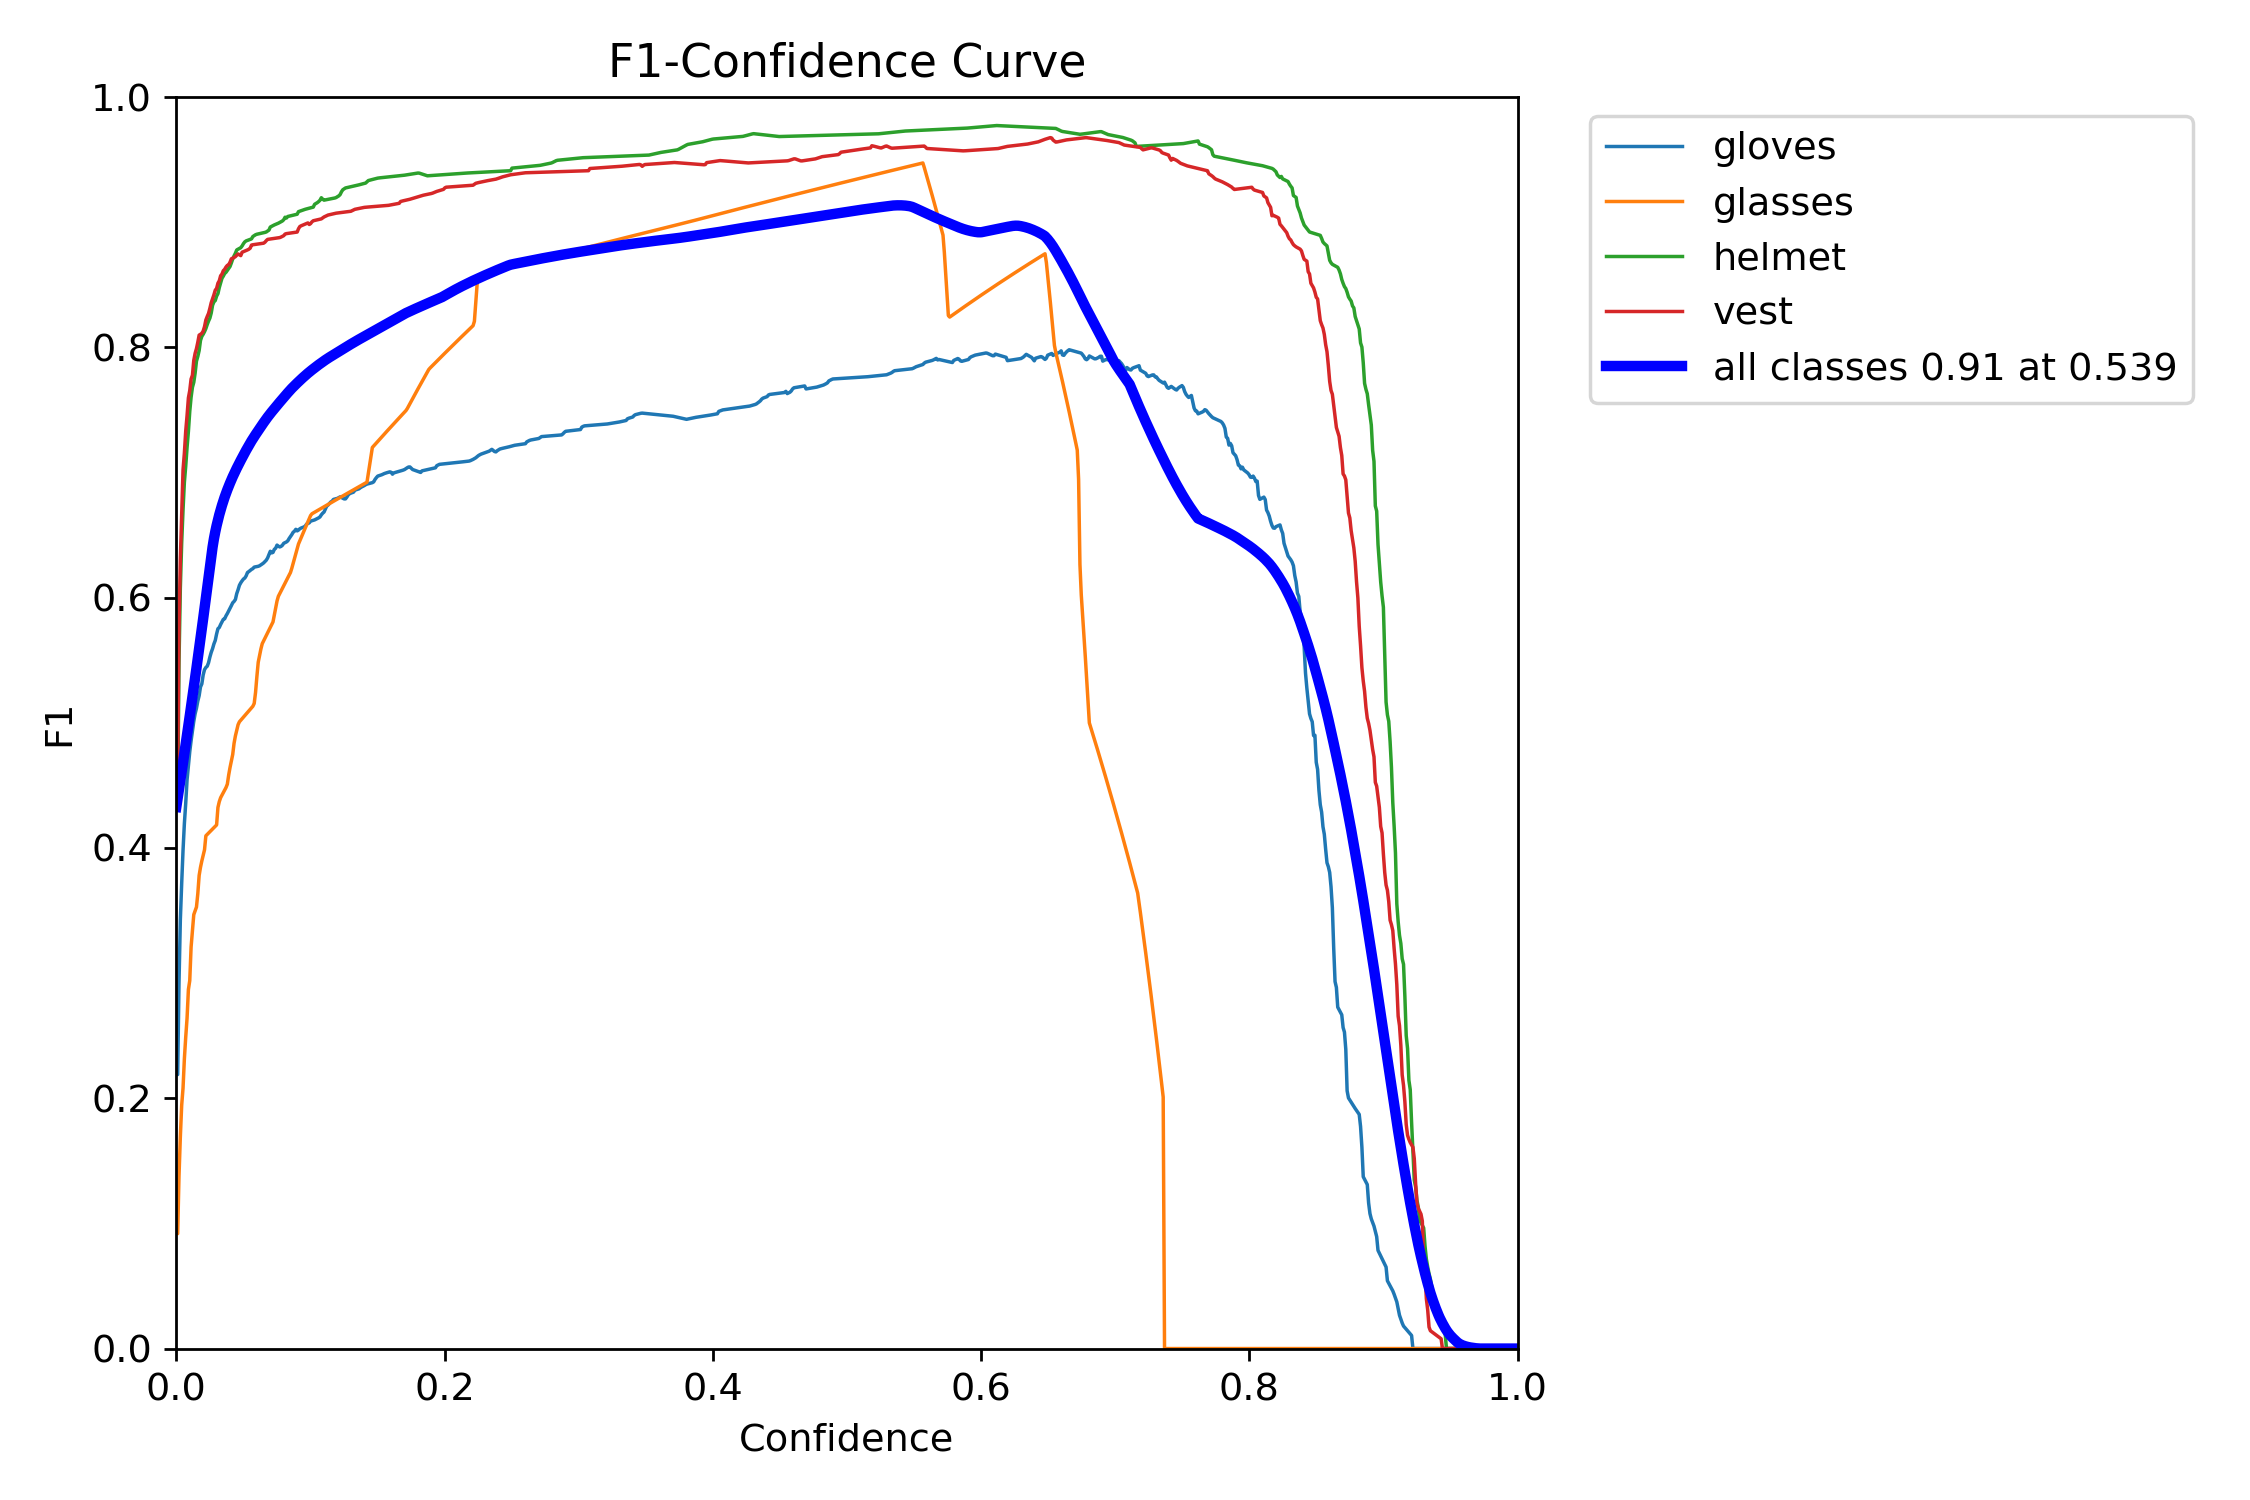 F1-Confidence Curve
1.0
0.8
0.6
0.4
0.2
0.0
F1
0.0 0.2 0.4 0.6 0.8 1.0
Confidence
gloves
glasses
helmet
vest
all classes 0.91 at 0.539